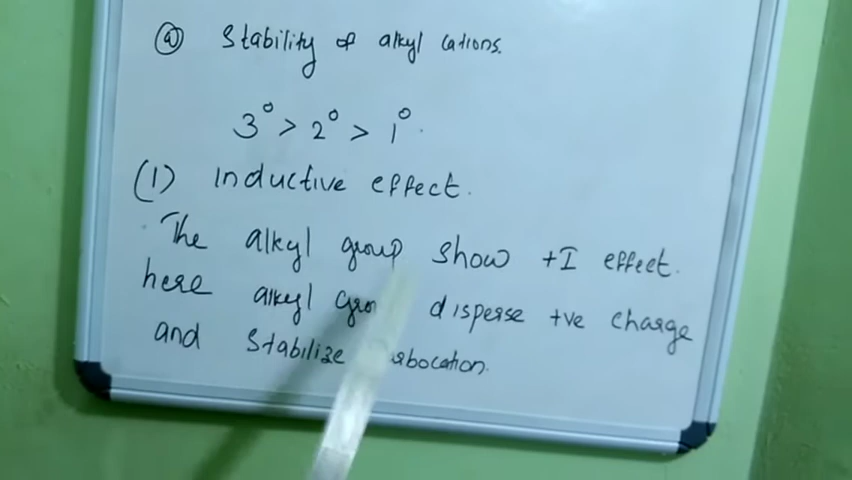 (a) Stability of alkyl cations.
3° > 2° > 1°.
(1) Inductive effect.
The alkyl group show +I effect.
here alkyl disperse +ve charge
and Stabilize